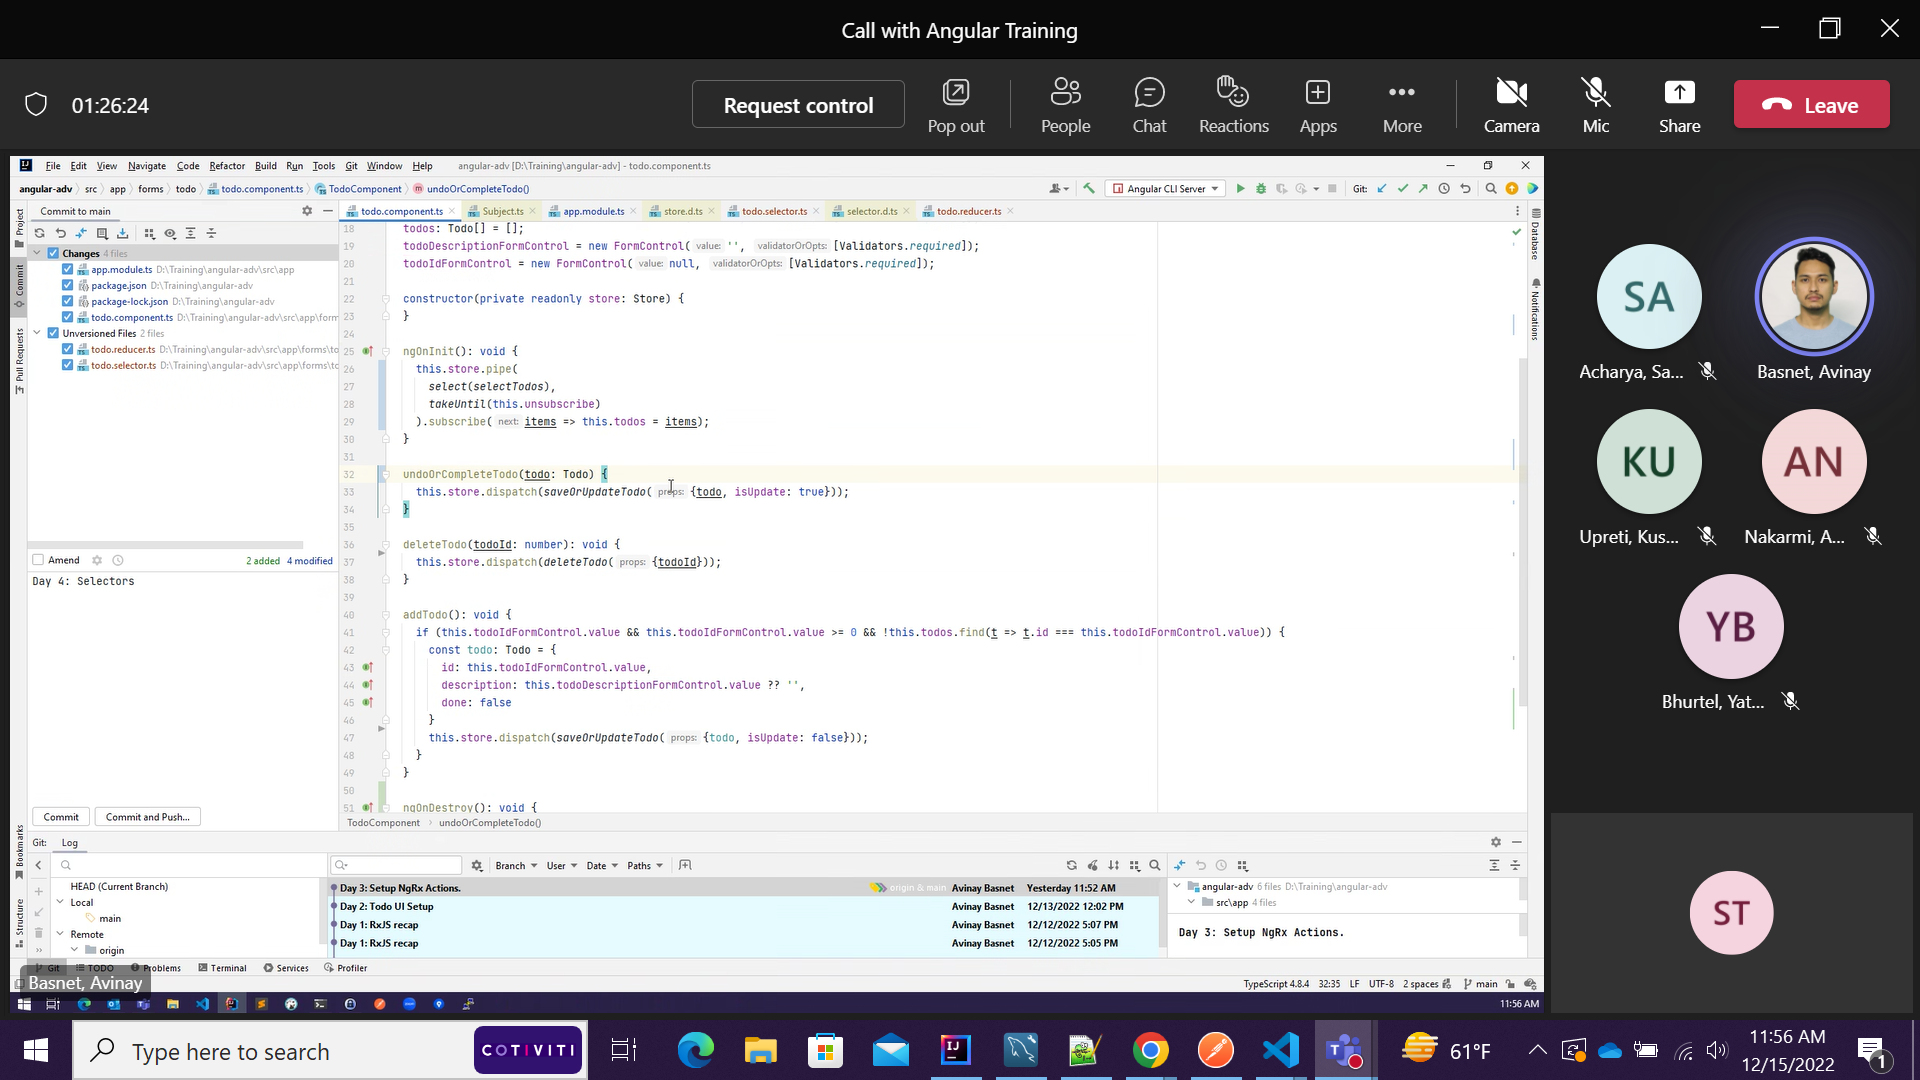 Call with Angular Training
01:26:24
Request control
Pop out
People
Chat
Reactions
Apps
More
Camera
Mic
Share
Leave
File Edit View Navigate Code Refactor Build Run Tools Git Window Help angular-adv [D:\Training\angular-adv] - todo.component.ts
angular-adv src app forms todo todo.component.ts TodoComponent undoOrCompleteTodo()
Angular CLI Server
Git:
Project
Commit
Pull Requests
Bookmarks
Structure
Database
Notifications
Commit to main
Changes 4 files
app.module.ts D:\Training\angular-adv\src\app
package.json D:\Training\angular-adv
package-lock.json D:\Training\angular-adv
todo.component.ts D:\Training\angular-adv\src\app\form
Unversioned Files 2 files
todo.reducer.ts D:\Training\angular-adv\src\app\forms\to
todo.selector.ts D:\Training\angular-adv\src\app\forms\to
Amend
2 added 4 modified
Day 4: Selectors
Commit
Commit and Push...
todo.component.ts Subject.ts app.module.ts store.d.ts todo.selector.ts selector.d.ts todo.reducer.ts
18 todos: Todo[] = [];
19 todoDescriptionFormControl = new FormControl( value: '', validatorOrOpts: [Validators.required]);
20 todoIdFormControl = new FormControl( value: null, validatorOrOpts: [Validators.required]);
21
22 constructor(private readonly store: Store) {
23 }
24
25 ngOnInit(): void {
26 this.store.pipe(
27 select(selectTodos),
28 takeUntil(this.unsubscribe)
29 ).subscribe( next: items => this.todos = items);
30 }
31
32 undoOrCompleteTodo(todo: Todo) {
33 this.store.dispatch(saveOrUpdateTodo( props: {todo, isUpdate: true}));
34 }
35
36 deleteTodo(todoId: number): void {
37 this.store.dispatch(deleteTodo( props: {todoId}));
38 }
39
40 addTodo(): void {
41 if (this.todoIdFormControl.value && this.todoIdFormControl.value >= 0 && !this.todos.find(t => t.id === this.todoIdFormControl.value)) {
42 const todo: Todo = {
43 id: this.todoIdFormControl.value,
44 description: this.todoDescriptionFormControl.value ?? '',
45 done: false
46 }
47 this.store.dispatch(saveOrUpdateTodo( props: {todo, isUpdate: false}));
48 }
49 }
50
51 ngOnDestroy(): void {
TodoComponent undoOrCompleteTodo()
Git: Log
HEAD (Current Branch)
Local
main
Remote
origin
Branch User Date Paths
Day 3: Setup NgRx Actions. origin & main Avinay Basnet Yesterday 11:52 AM
Day 2: Todo UI Setup Avinay Basnet 12/13/2022 12:02 PM
Day 1: RxJS recap Avinay Basnet 12/12/2022 5:07 PM
Day 1: RxJS recap Avinay Basnet 12/12/2022 5:05 PM
angular-adv 6 files D:\Training\angular-adv
src\app 4 files
Day 3: Setup NgRx Actions.
Git TODO Problems Terminal Services Profiler
Basnet, Avinay
TypeScript 4.8.4 32:35 LF UTF-8 2 spaces main
11:56 AM
SA
Acharya, Sa...
Basnet, Avinay
KU
Upreti, Kus...
AN
Nakarmi, A...
YB
Bhurtel, Yat...
ST
Type here to search
COTIVITI
61°F
11:56 AM
12/15/2022
1